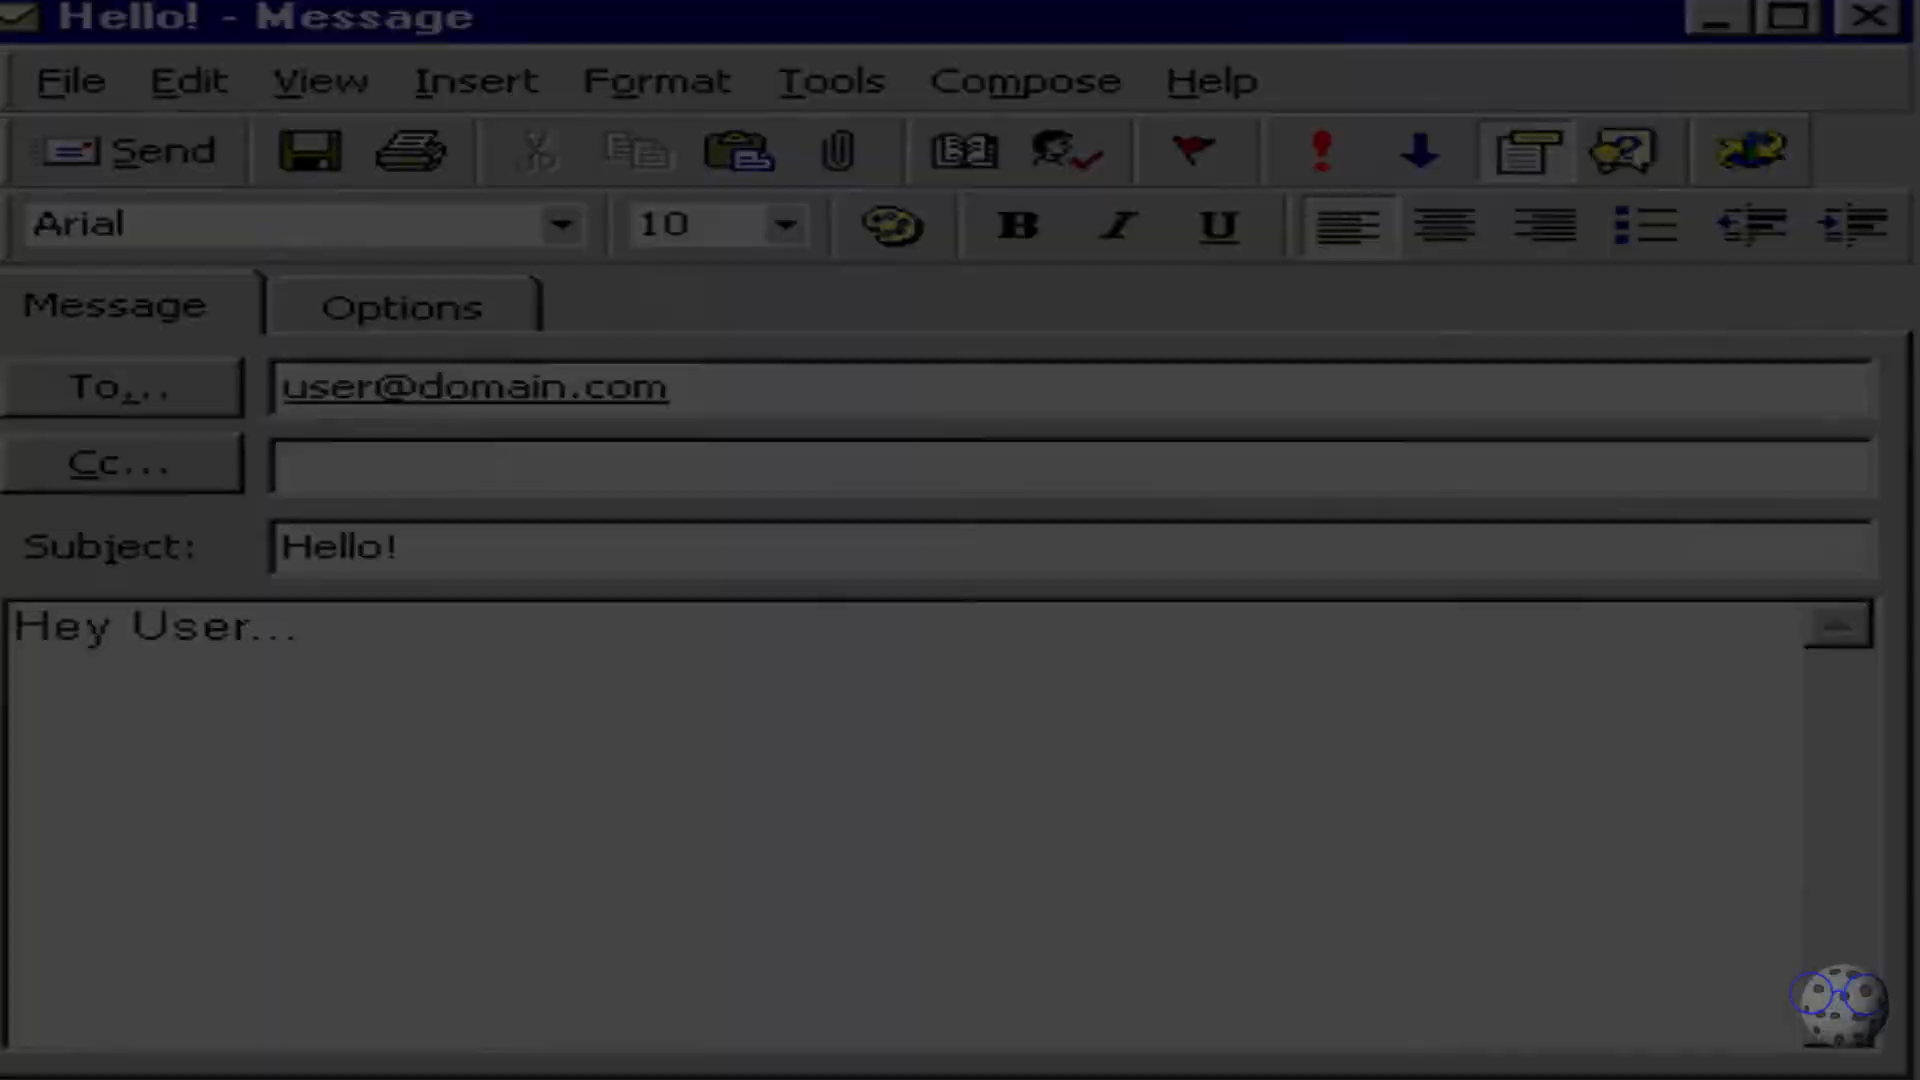 Hello! - Message
File Edit View Insert Format Tools Compose Help
Send
Arial 10 B I U
Message Options
To... user@domain.com
Cc...
Subject: Hello!
Hey User...